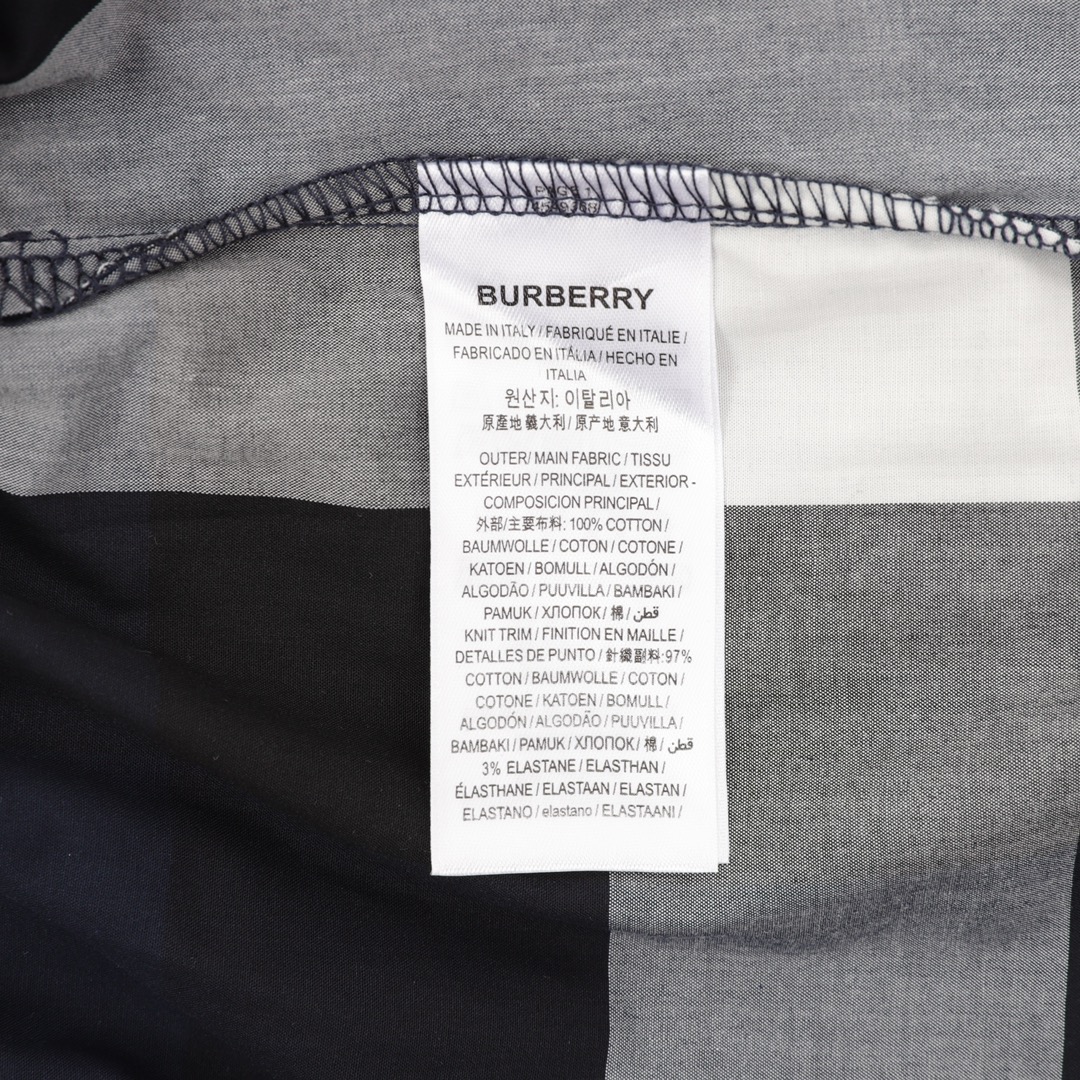 PAGE 1
BURBERRY
MADE IN ITALY / FABRIQUÉ EN ITALIE /
FABRICADO EN ITÁLIA / HECHO EN
ITALIA
원산지: 이탈리아
原產地 義大利 / 原产地 意大利
OUTER/ MAIN FABRIC / TISSU
EXTÉRIEUR / PRINCIPAL / EXTERIOR -
COMPOSICION PRINCIPAL /
外部/主要布料: 100% COTTON /
BAUMWOLLE / COTON / COTONE /
KATOEN / BOMULL / ALGODÓN /
ALGODÃO / PUUVILLA / BAMBAKI /
PAMUK / ХЛОПОК / 棉 / قطن
KNIT TRIM / FINITION EN MAILLE /
DETALLES DE PUNTO / 針織副料:97%
COTTON / BAUMWOLLE / COTON /
COTONE / KATOEN / BOMULL /
ALGODÓN / ALGODÃO / PUUVILLA /
BAMBAKI / PAMUK / ХЛОПОК / 棉 / قطن
3% ELASTANE / ELASTHAN /
ÉLASTHANE / ELASTAAN / ELASTAN /
ELASTANO / elastano / ELASTAANI /